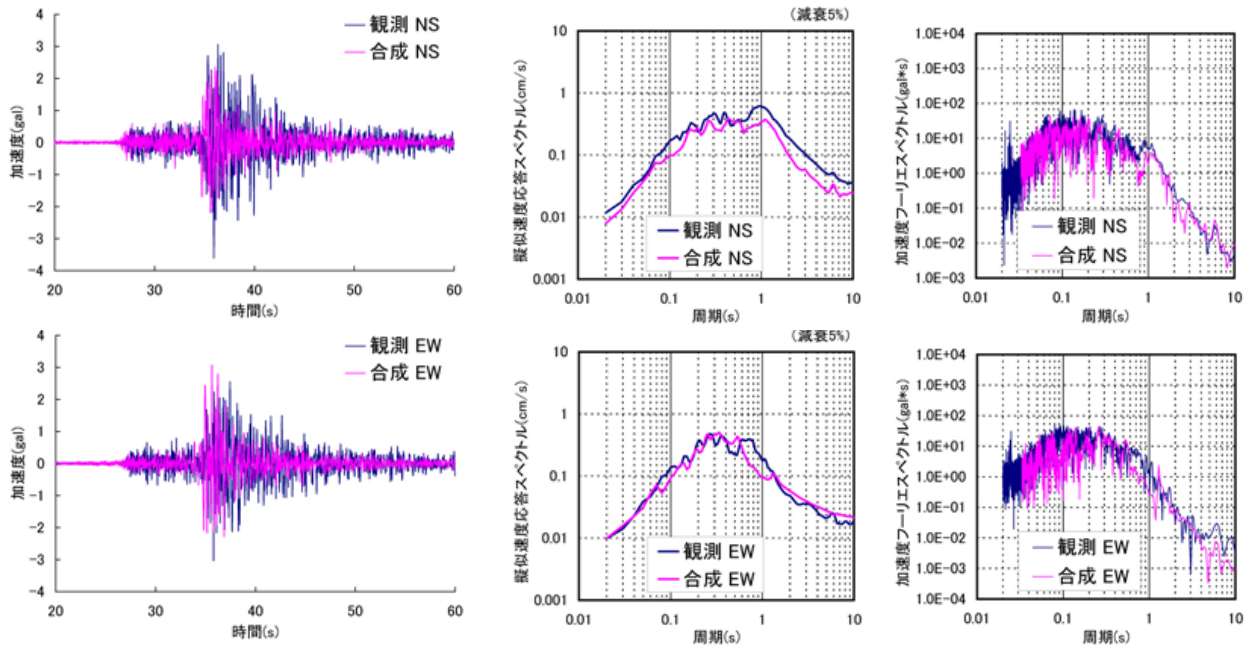 観測 NS
合成 NS
加速度(gal)
4
3
2
1
0
-1
-2
-3
-4
20
30
40
50
60
時間(s)
(減衰5%)
擬似速度応答スペクトル(cm/s)
10
1
0.1
0.01
0.001
観測 NS
合成 NS
0.01
0.1
1
10
周期(s)
加速度フーリエスペクトル(gal*s)
1.0E+04
1.0E+03
1.0E+02
1.0E+01
1.0E+00
1.0E-01
1.0E-02
1.0E-03
観測 NS
合成 NS
0.01
0.1
1
10
周期(s)
観測 EW
合成 EW
加速度(gal)
4
3
2
1
0
-1
-2
-3
-4
20
30
40
50
60
時間(s)
(減衰5%)
擬似速度応答スペクトル(cm/s)
10
1
0.1
0.01
0.001
観測 EW
合成 EW
0.01
0.1
1
10
周期(s)
加速度フーリエスペクトル(gal*s)
1.0E+04
1.0E+03
1.0E+02
1.0E+01
1.0E+00
1.0E-01
1.0E-02
1.0E-03
1.0E-04
観測 EW
合成 EW
0.01
0.1
1
10
周期(s)